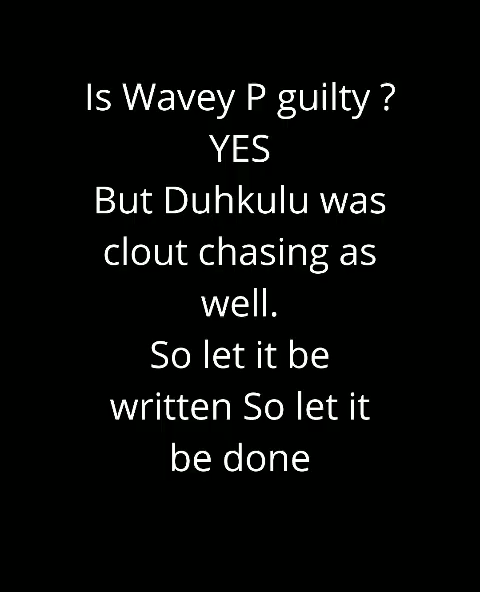 Is Wavey P guilty ?
YES
But Duhkulu was
clout chasing as
well.
So let it be
written So let it
be done